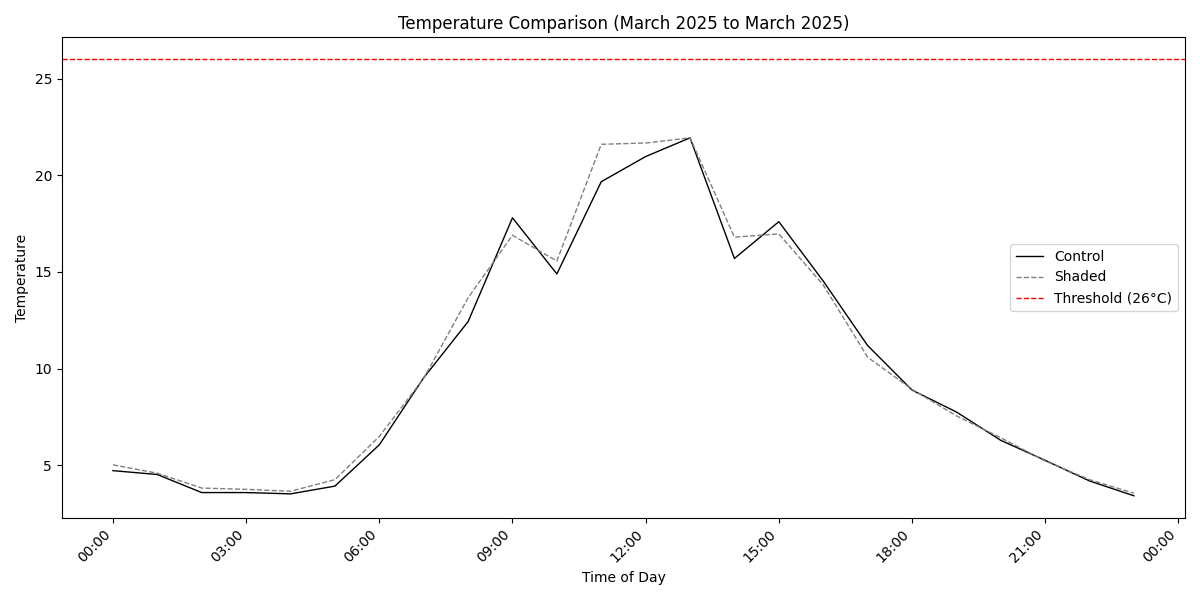 Temperature Comparison (March 2025 to March 2025)
25
20
15
10
5
Temperature
Control
Shaded
Threshold (26°C)
00:00
03:00
06:00
09:00
12:00
15:00
18:00
21:00
00:00
Time of Day